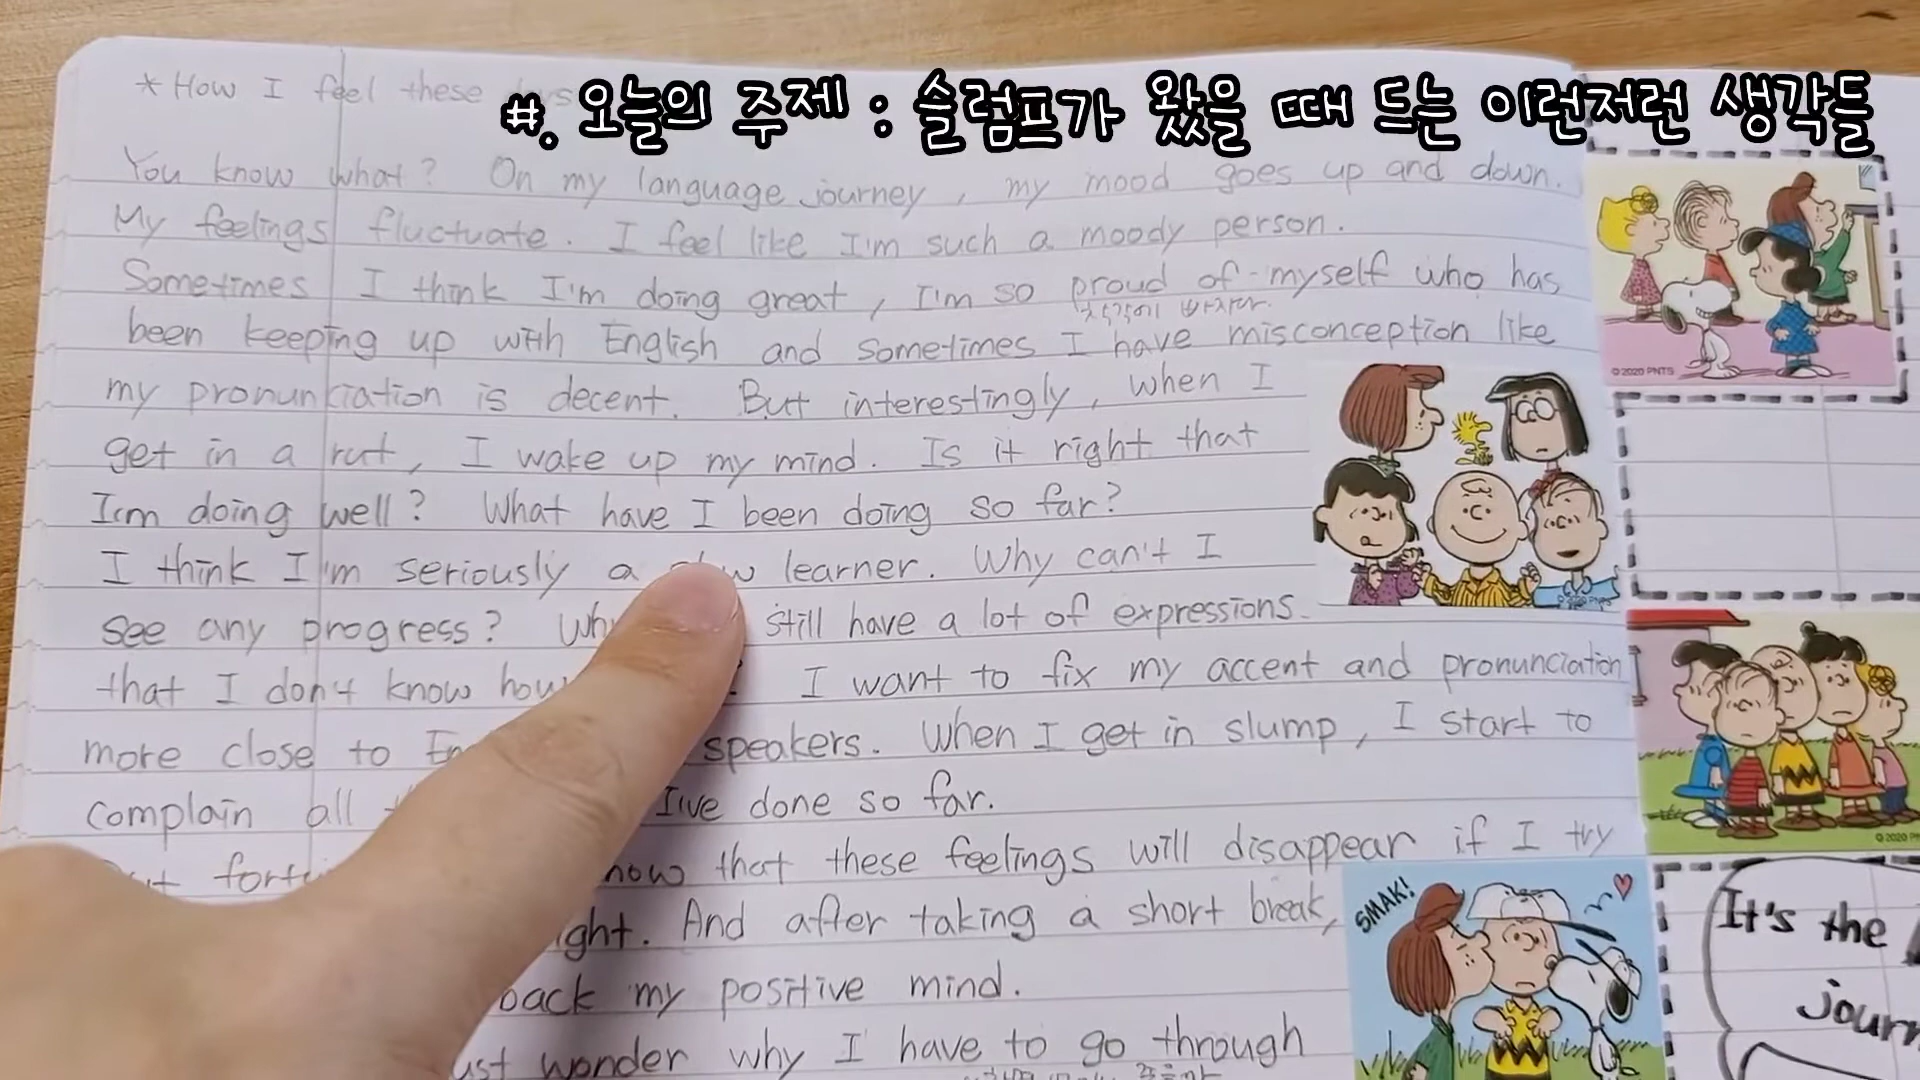 #. 오늘의 주제 : 슬럼프가 왔을 때 드는 이런저런 생각들
* How I feel these days
You know what? On my language journey, my mood goes up and down.
My feelings fluctuate. I feel like I'm such a moody person.
Sometimes I think I'm doing great, I'm so proud of myself who has
been keeping up with English and sometimes I have misconception like
my pronunciation is decent. But interestingly, when I
get in a rut, I wake up my mind. Is it right that
I'm doing well? What have I been doing so far?
I think I'm seriously a learner. Why can't I
see any progress? Why still have a lot of expressions
that I don't know how ? I want to fix my accent and pronunciation
more close to speakers. When I get in slump, I start to
complain all I've done so far.
that these feelings will disappear if I try
And after taking a short break,
back my positive mind.
wonder why I have to go through
© 2020 PNTS
SMAK!
It's the